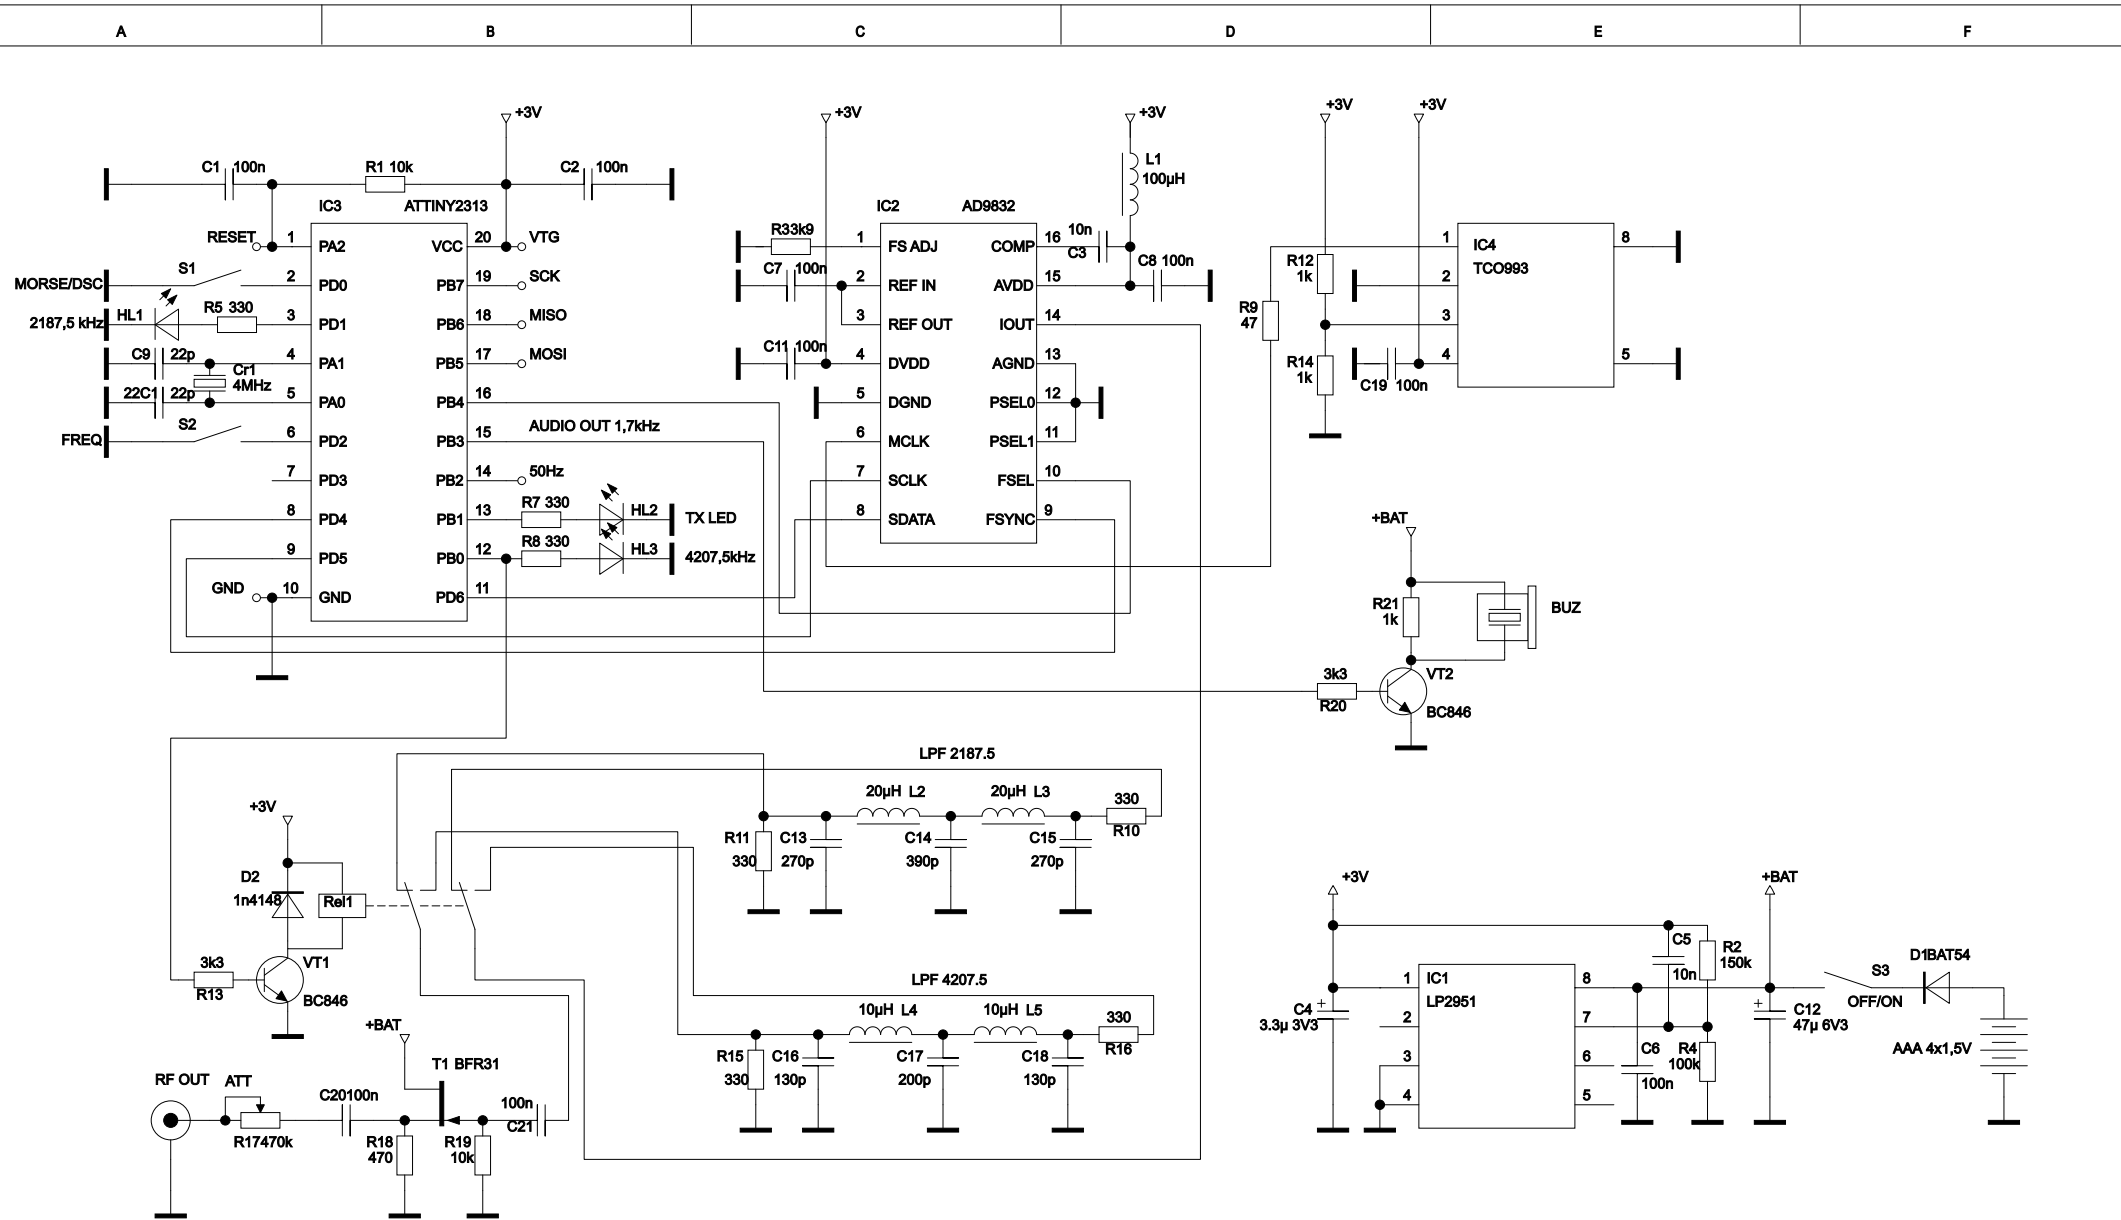 A B C D E F
+3V +3V +3V +3V +3V
C1 100n R1 10k C2 100n
L1
100µH
IC3 ATTINY2313
RESET 1 PA2 VCC 20 VTG
MORSE/DSC S1 2 PD0 PB7 19 SCK
2187,5 kHz HL1 R5 330 3 PD1 PB6 18 MISO
C9 22p 4 PA1 PB5 17 MOSI
Cr1
4MHz
22C1 22p 5 PA0 PB4 16
FREQ S2 6 PD2 PB3 15 AUDIO OUT 1,7kHz
7 PD3 PB2 14 50Hz
8 PD4 PB1 13 R7 330 HL2 TX LED
9 PD5 PB0 12 R8 330 HL3 4207,5kHz
GND 10 GND PD6 11
IC2 AD9832
R33k9 1 FS ADJ COMP 16 10n
C3
C7 100n 2 REF IN AVDD 15 C8 100n
3 REF OUT IOUT 14
C11 100n 4 DVDD AGND 13
5 DGND PSEL0 12
6 MCLK PSEL1 11
7 SCLK FSEL 10
8 SDATA FSYNC 9
R9
47
R12
1k
R14
1k
C19 100n
1 IC4 8
TCO993
2
3
4 5
+BAT
R21
1k
BUZ
3k3
R20
VT2
BC846
LPF 2187.5
20µH L2 20µH L3 330
R10
R11
330
C13
270p
C14
390p
C15
270p
+3V
D2
1n4148
Rel1
3k3
R13
VT1
BC846
LPF 4207.5
10µH L4 10µH L5 330
R16
R15
330
C16
130p
C17
200p
C18
130p
+BAT
T1 BFR31
RF OUT ATT
R17470k
C20100n
R18
470
R19
10k
100n
C21
+3V +BAT
C5
10n
R2
150k
1 IC1 8
LP2951
2 7
3 6
4 5
C4 +
3.3µ 3V3
C6
100n
R4
100k
+ C12
47µ 6V3
S3
OFF/ON
D1BAT54
AAA 4x1,5V